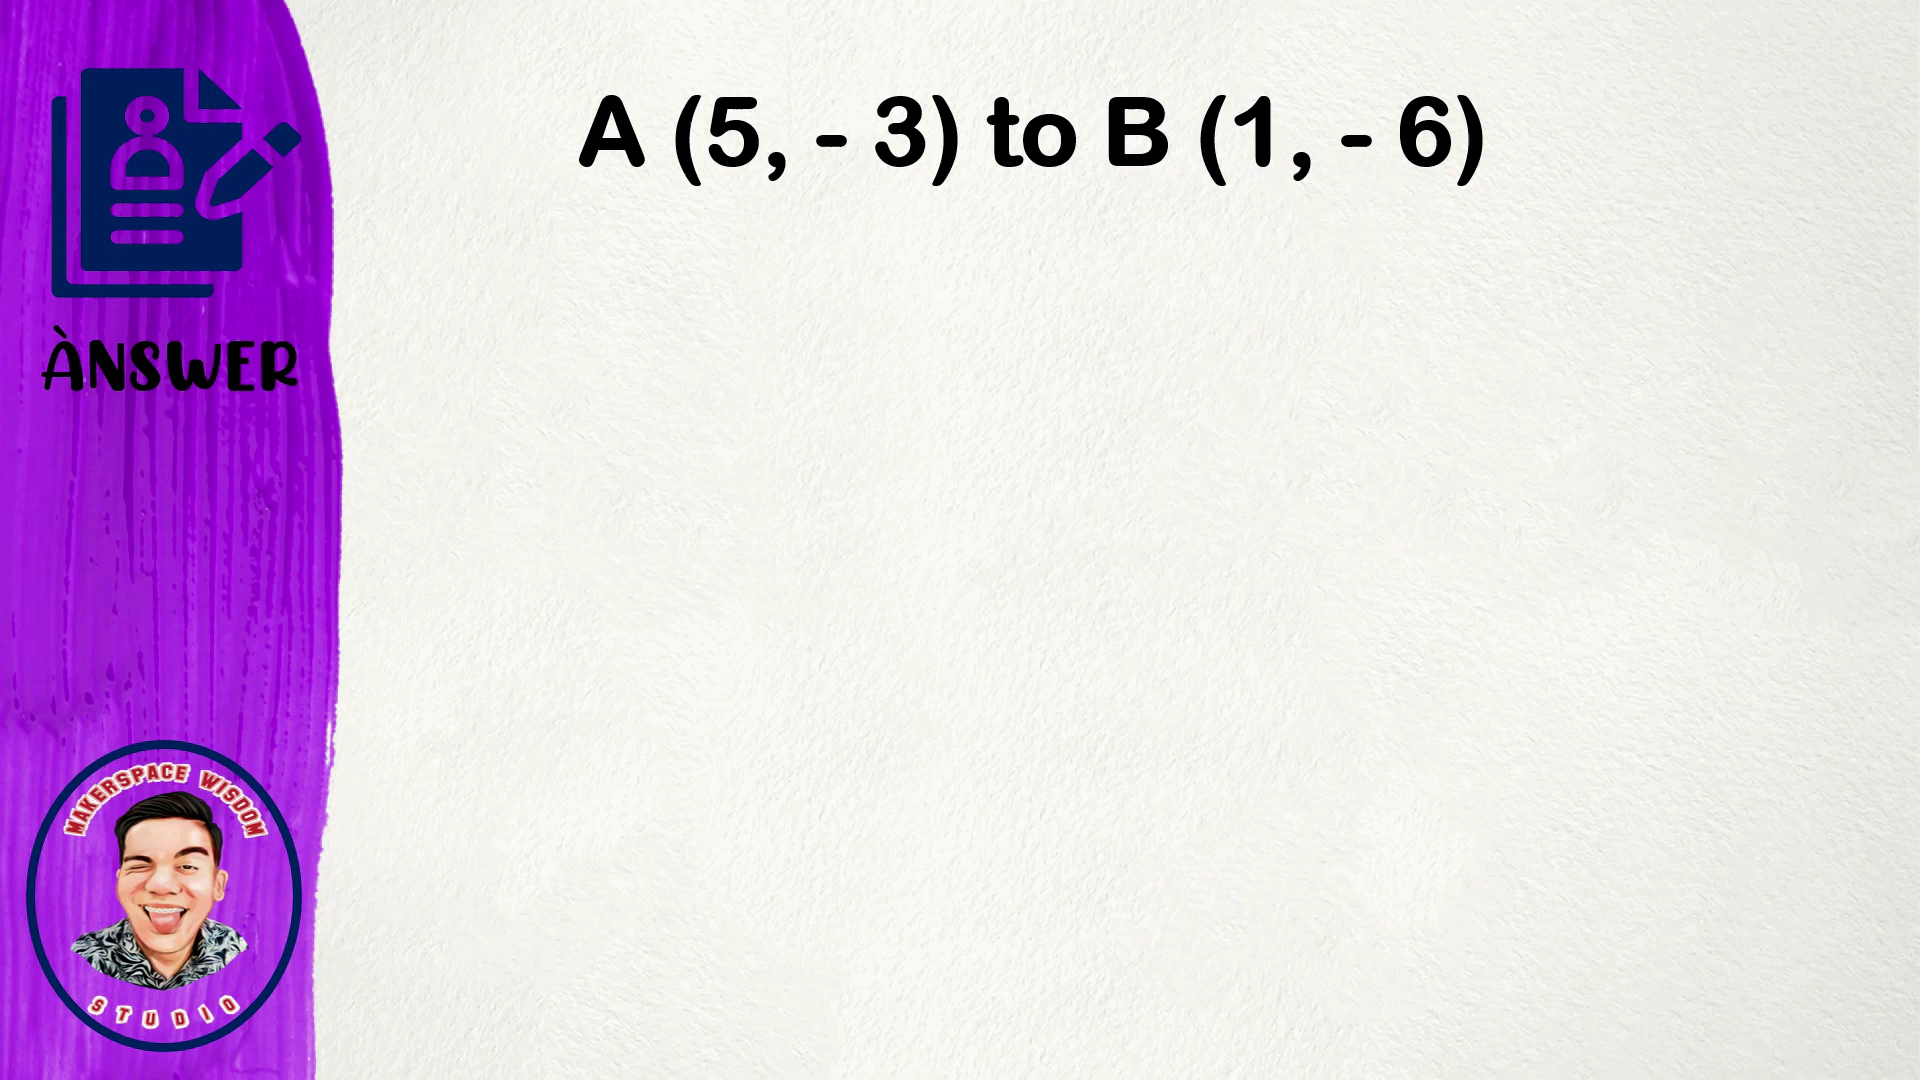 A (5, - 3) to B (1, - 6)
ÀNSWER
MAKERSPACE WISDOM
STUDIO